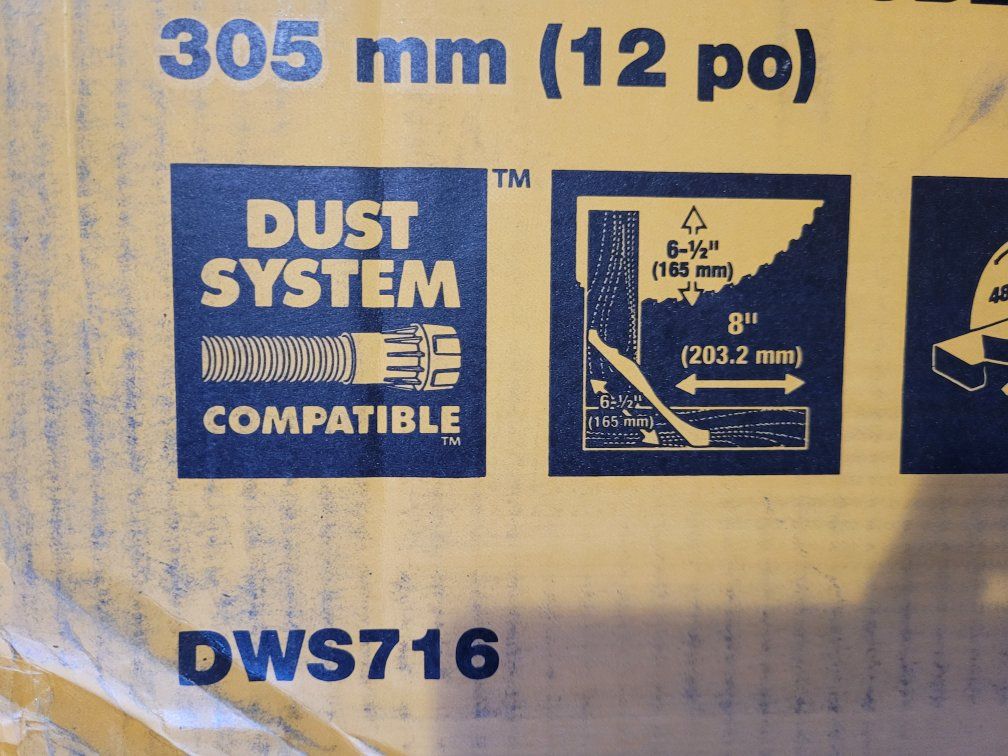 305 mm (12 po)
DUST
SYSTEM
COMPATIBLE
TM
TM
6-½"
(165 mm)
8"
(203.2 mm)
6-½"
(165 mm)
48
DWS716